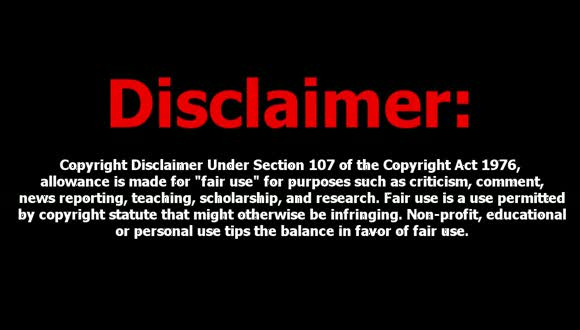 Disclaimer:
Copyright Disclaimer Under Section 107 of the Copyright Act 1976,
allowance is made for "fair use" for purposes such as criticism, comment,
news reporting, teaching, scholarship, and research. Fair use is a use permitted
by copyright statute that might otherwise be infringing. Non-profit, educational
or personal use tips the balance in favor of fair use.